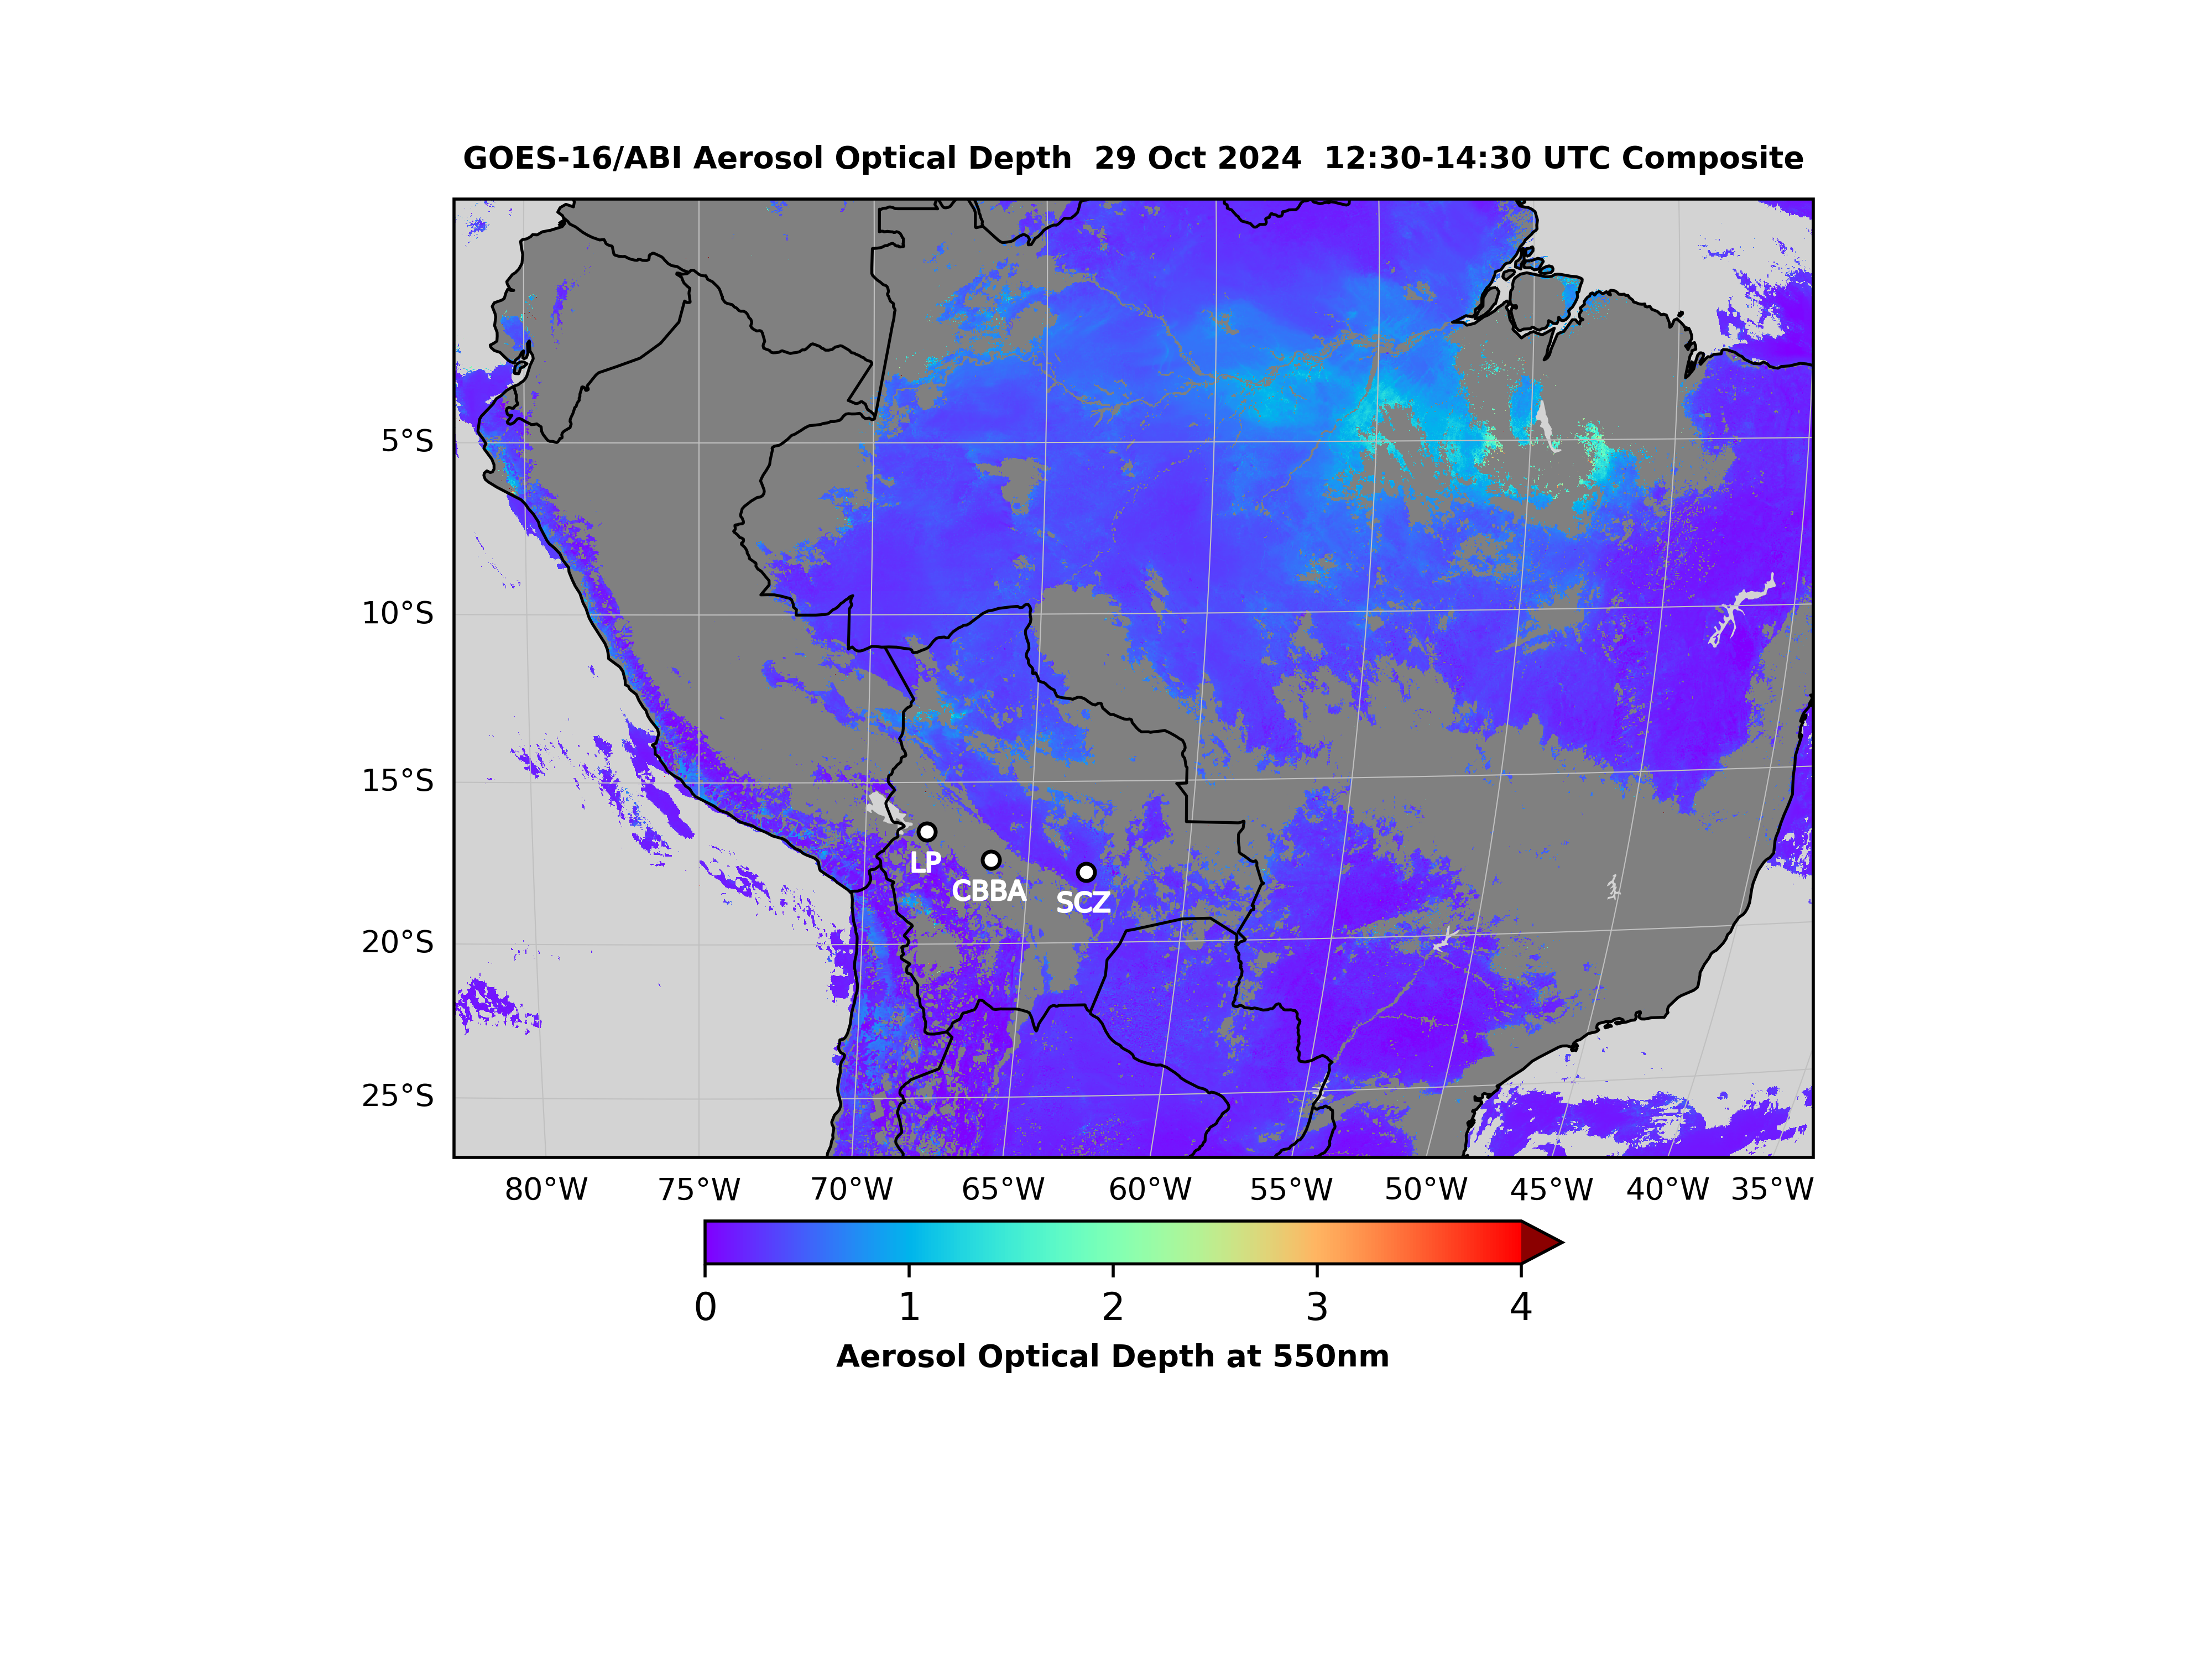 GOES-16/ABI Aerosol Optical Depth  29 Oct 2024  12:30-14:30 UTC Composite
5°S
10°S
15°S
LP
CBBA
SCZ
20°S
25°S
80°W 75°W 70°W 65°W 60°W 55°W 50°W 45°W 40°W 35°W
0 1 2 3 4
Aerosol Optical Depth at 550nm